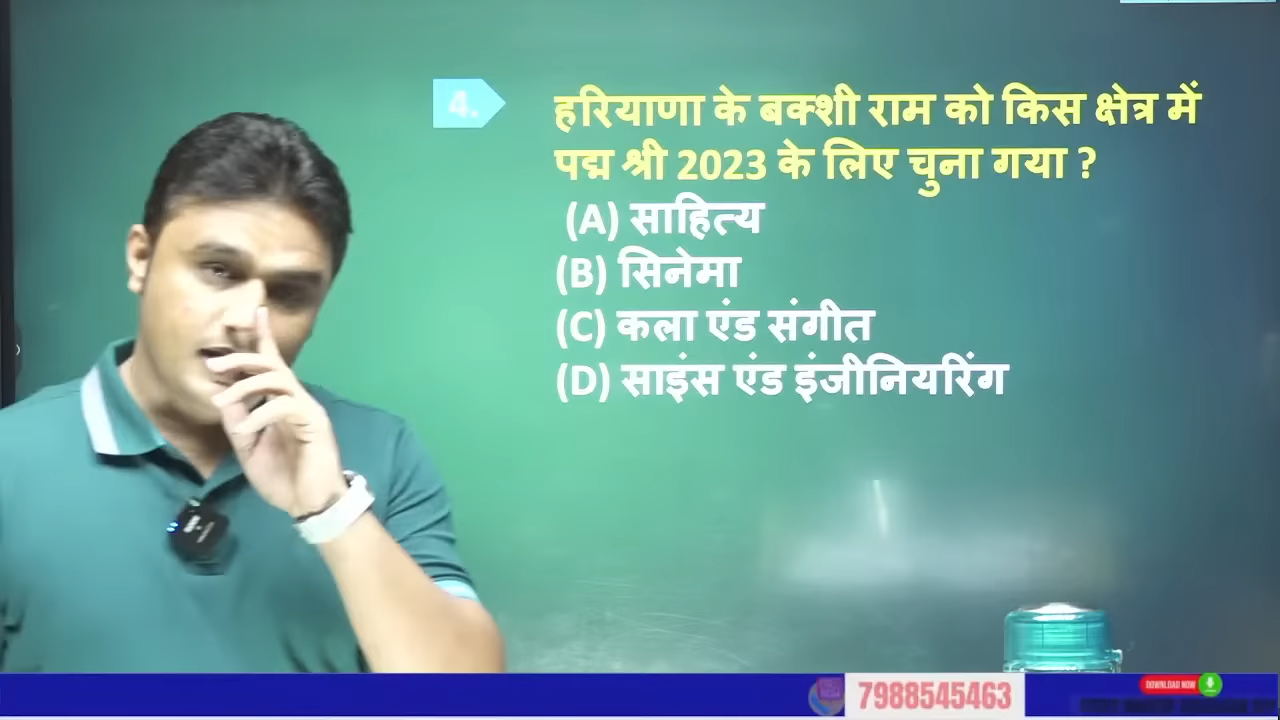 4.
हरियाणा के बक्शी राम को किस क्षेत्र में
पद्म श्री 2023 के लिए चुना गया ?
(A) साहित्य
(B) सिनेमा
(C) कला एंड संगीत
(D) साइंस एंड इंजीनियरिंग
7988545463
DOWNLOAD NOW